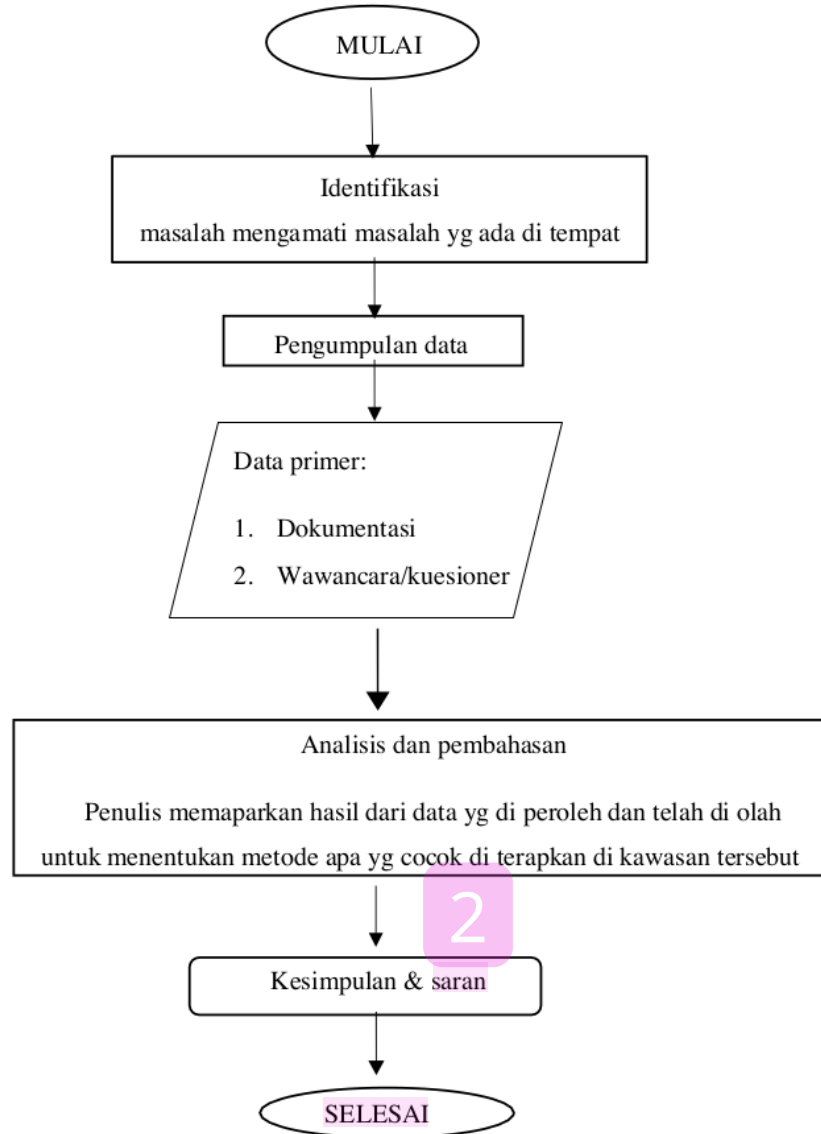 MULAI
Identifikasi
masalah mengamati masalah yg ada di tempat
Pengumpulan data
Data primer:
1. Dokumentasi
2. Wawancara/kuesioner
Analisis dan pembahasan
Penulis memaparkan hasil dari data yg di peroleh dan telah di olah
untuk menentukan metode apa yg cocok di terapkan di kawasan tersebut
2
Kesimpulan & saran
SELESAI